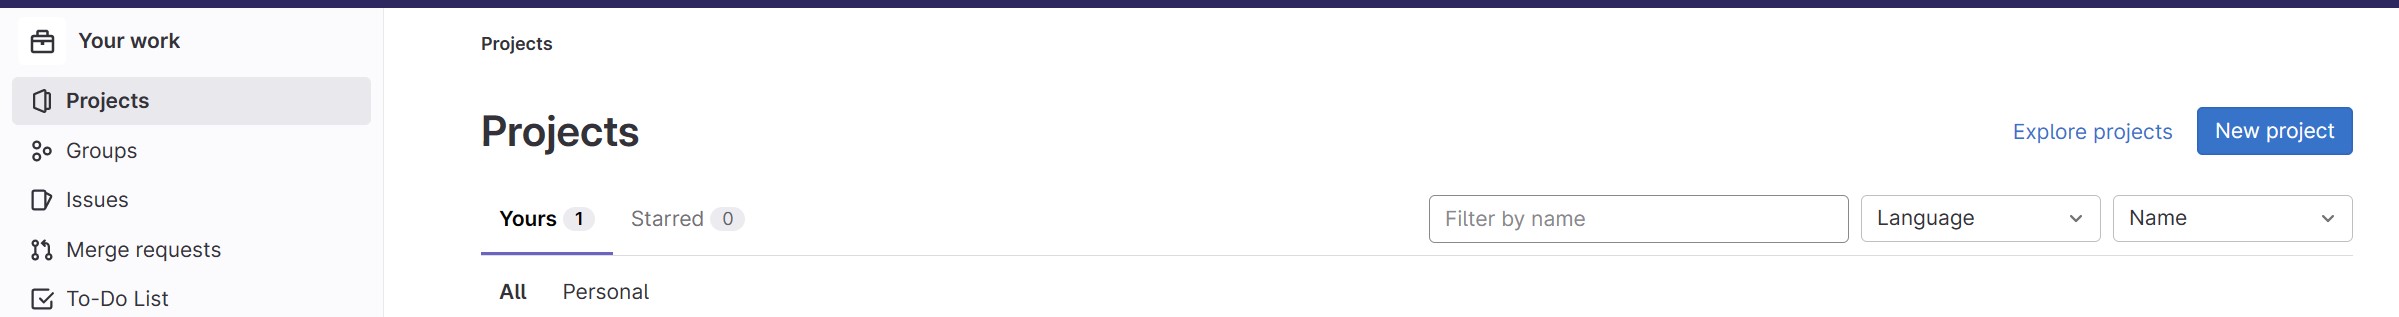 Your work
Projects
Groups
Issues
Merge requests
To-Do List
Projects
Projects
Explore projects
New project
Yours 1
Starred 0
Filter by name
Language
Name
All
Personal